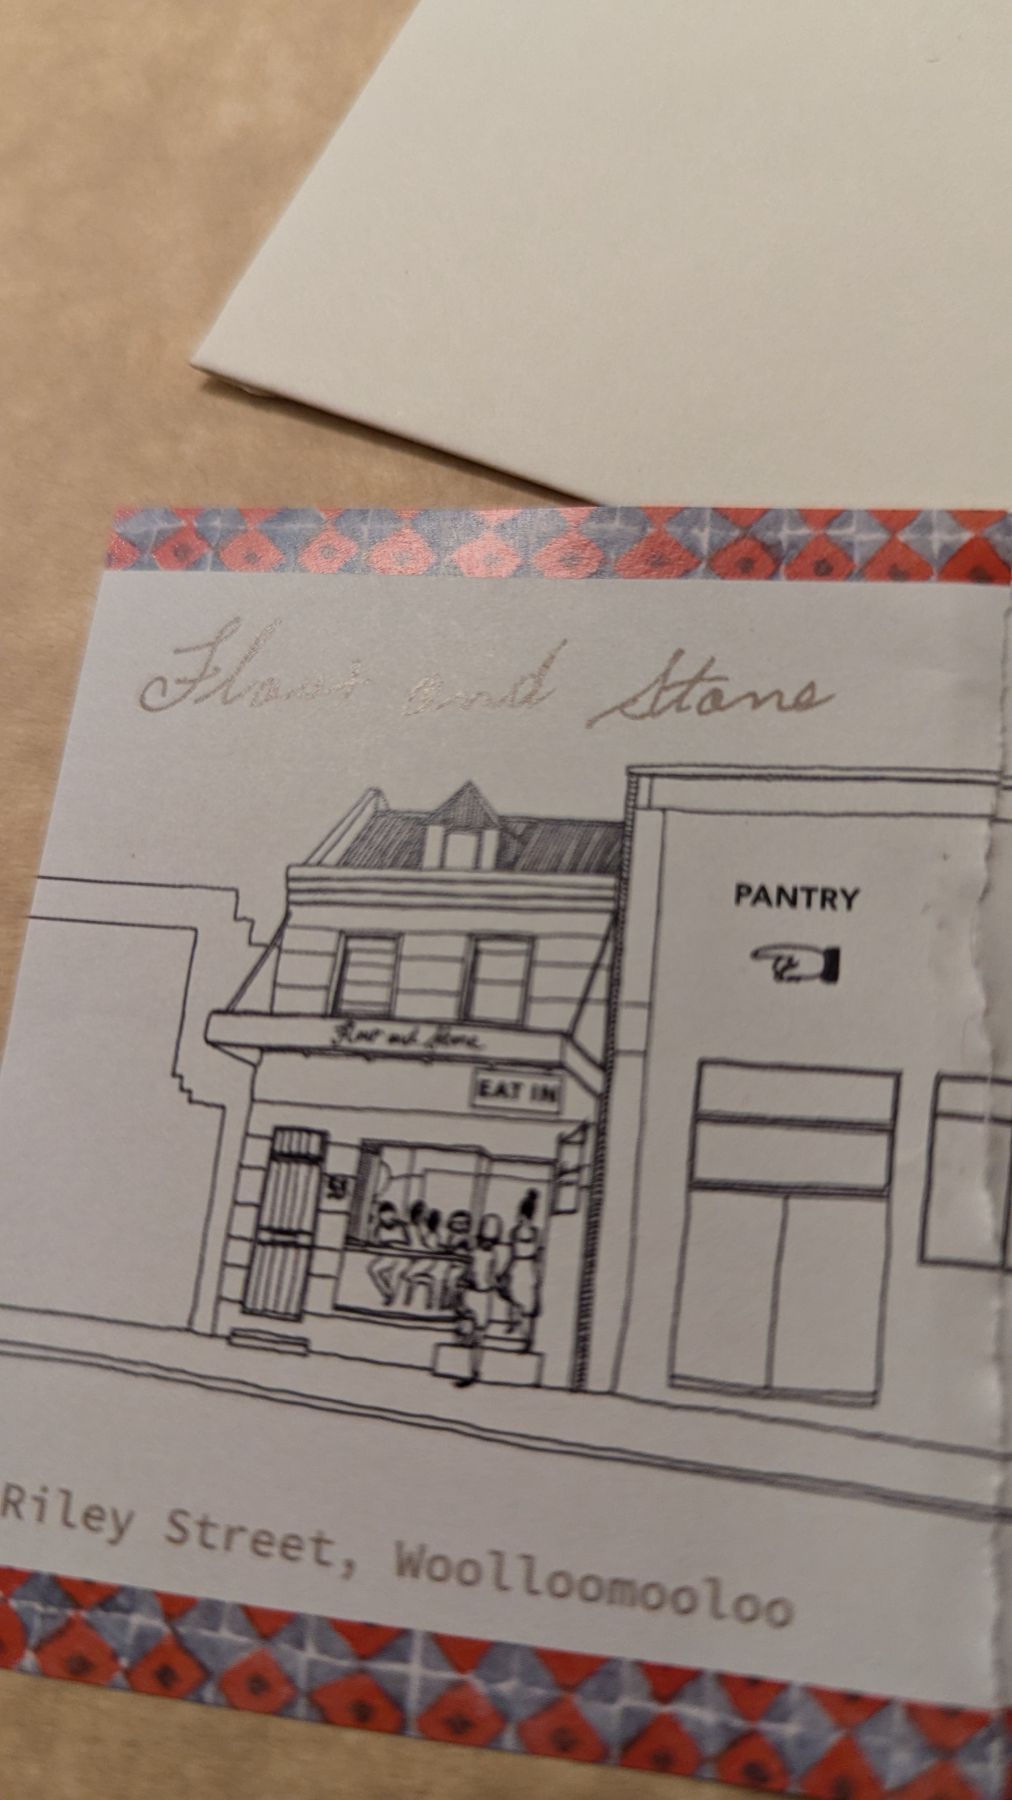 Flour and Stone
PANTRY
Flour and Stone
EAT IN
Riley Street, Woolloomooloo